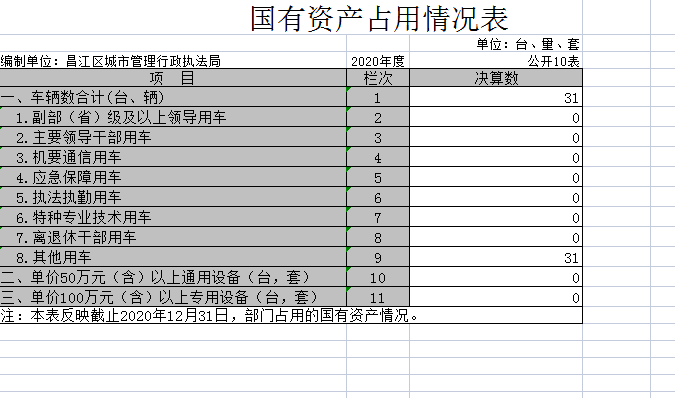 国有资产占用情况表
单位：台、量、套
编制单位：昌江区城市管理行政执法局 2020年度 公开10表
项 目 栏次 决算数
一、车辆数合计(台、辆) 1 31
1.副部（省）级及以上领导用车 2 0
2.主要领导干部用车 3 0
3.机要通信用车 4 0
4.应急保障用车 5 0
5.执法执勤用车 6 0
6.特种专业技术用车 7 0
7.离退休干部用车 8 0
8.其他用车 9 31
二、单价50万元（含）以上通用设备（台，套） 10 0
三、单价100万元（含）以上专用设备（台，套） 11 0
注：本表反映截止2020年12月31日，部门占用的国有资产情况。